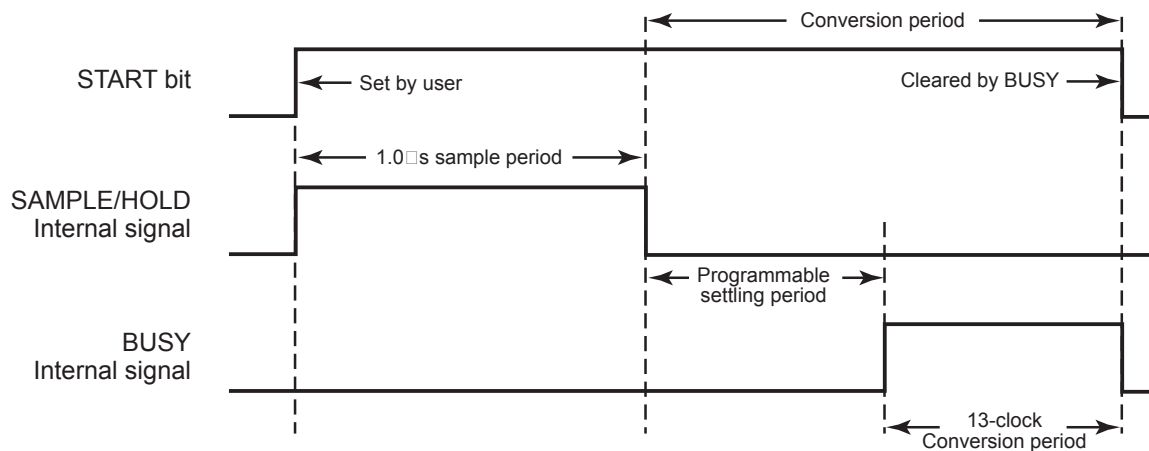 Conversion period
START bit
Set by user
Cleared by BUSY
1.0□s sample period
SAMPLE/HOLD
Internal signal
Programmable
settling period
BUSY
Internal signal
13-clock
Conversion period